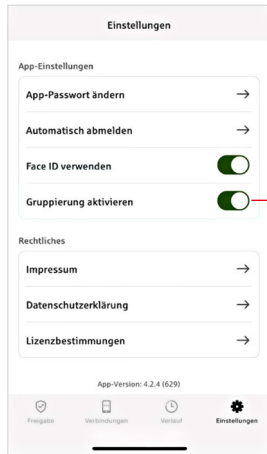 Einstellungen
App-Einstellungen
App-Passwort ändern
Automatisch abmelden
Face ID verwenden
Gruppierung aktivieren
Rechtliches
Impressum
Datenschutzerklärung
Lizenzbestimmungen
App-Version: 4.2.4 (629)
Freigabe Verbindungen Verlauf Einstellungen